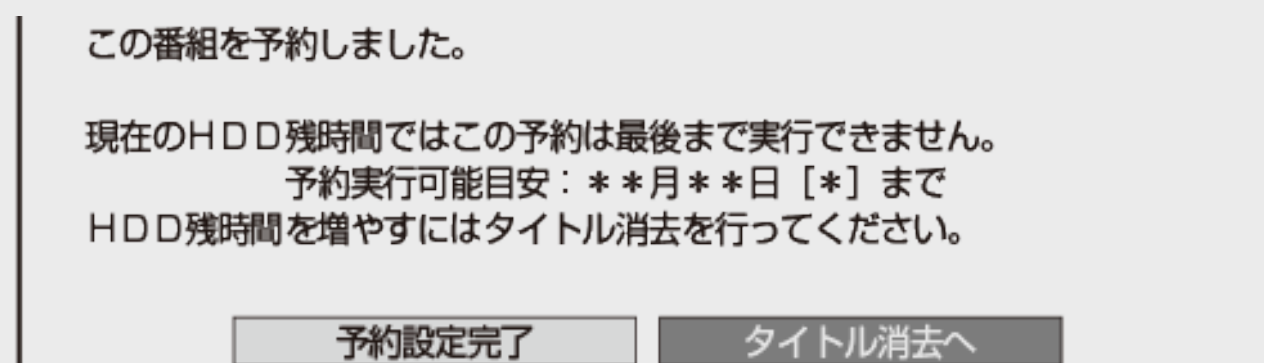 この番組を予約しました。
現在のＨＤＤ残時間ではこの予約は最後まで実行できません。
予約実行可能目安：＊＊月＊＊日［＊］まで
ＨＤＤ残時間を増やすにはタイトル消去を行ってください。
予約設定完了
タイトル消去へ